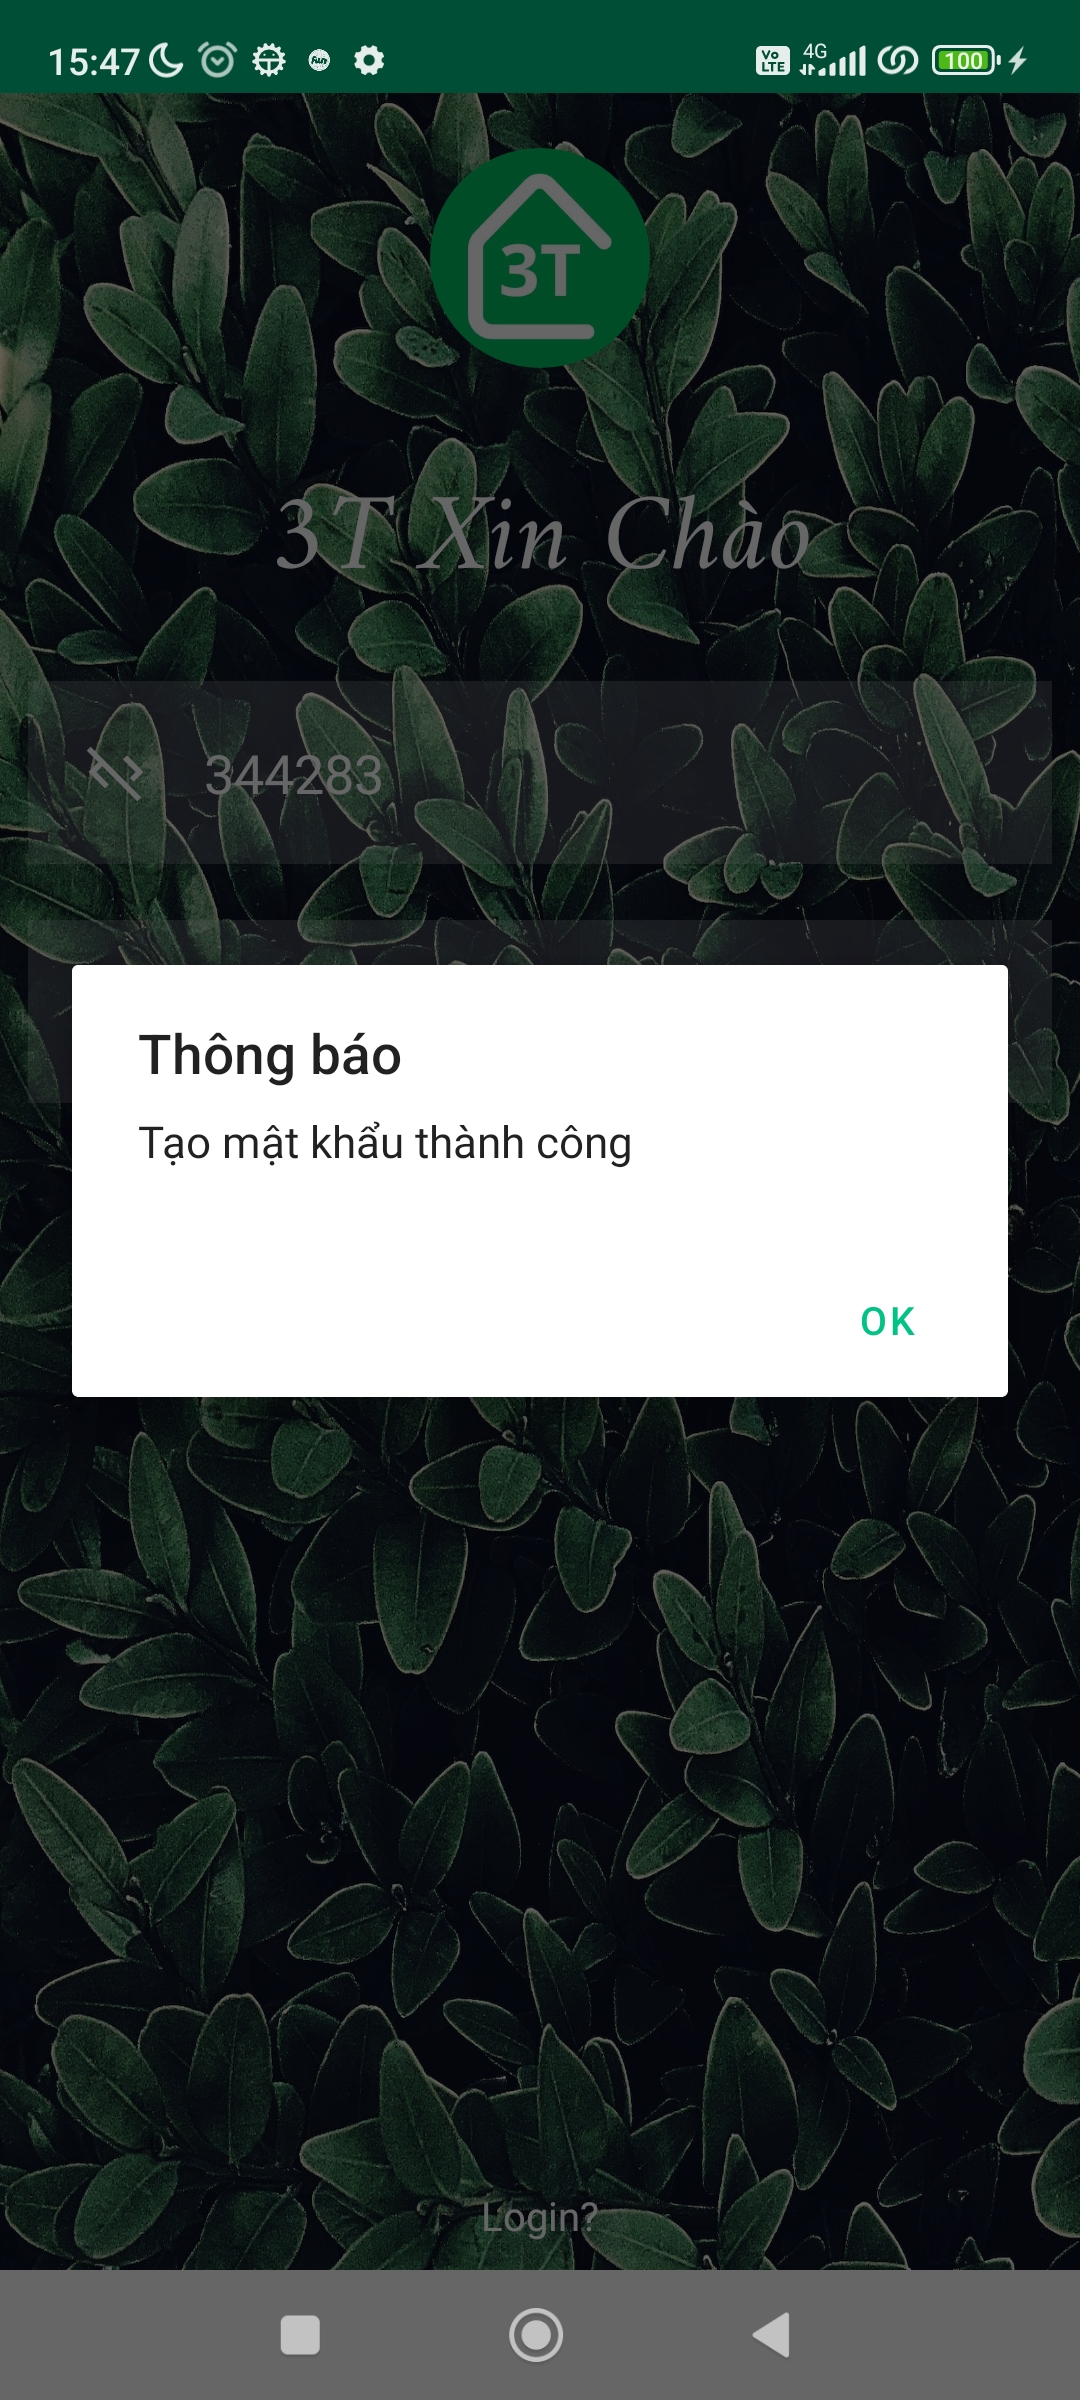 15:47 fun Vo LTE 4G 100
3T
3T Xin Chào
344283
Thông báo
Tạo mật khẩu thành công
OK
Login?